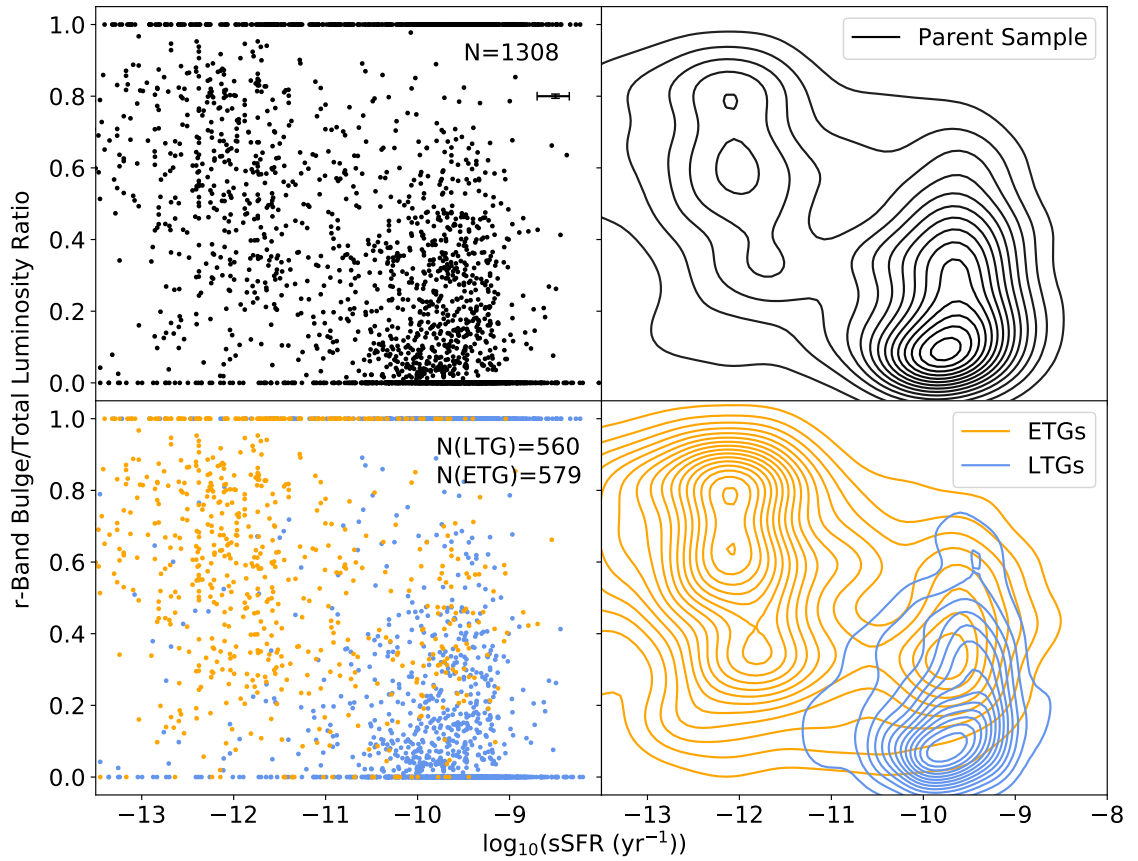 r-Band Bulge/Total Luminosity Ratio
1.0
0.8
0.6
0.4
0.2
0.0
N=1308
Parent Sample
1.0
0.8
0.6
0.4
0.2
0.0
N(LTG)=560
N(ETG)=579
ETGs
LTGs
−13 −12 −11 −10 −9 −13 −12 −11 −10 −9 −8
log₁₀(sSFR (yr⁻¹))